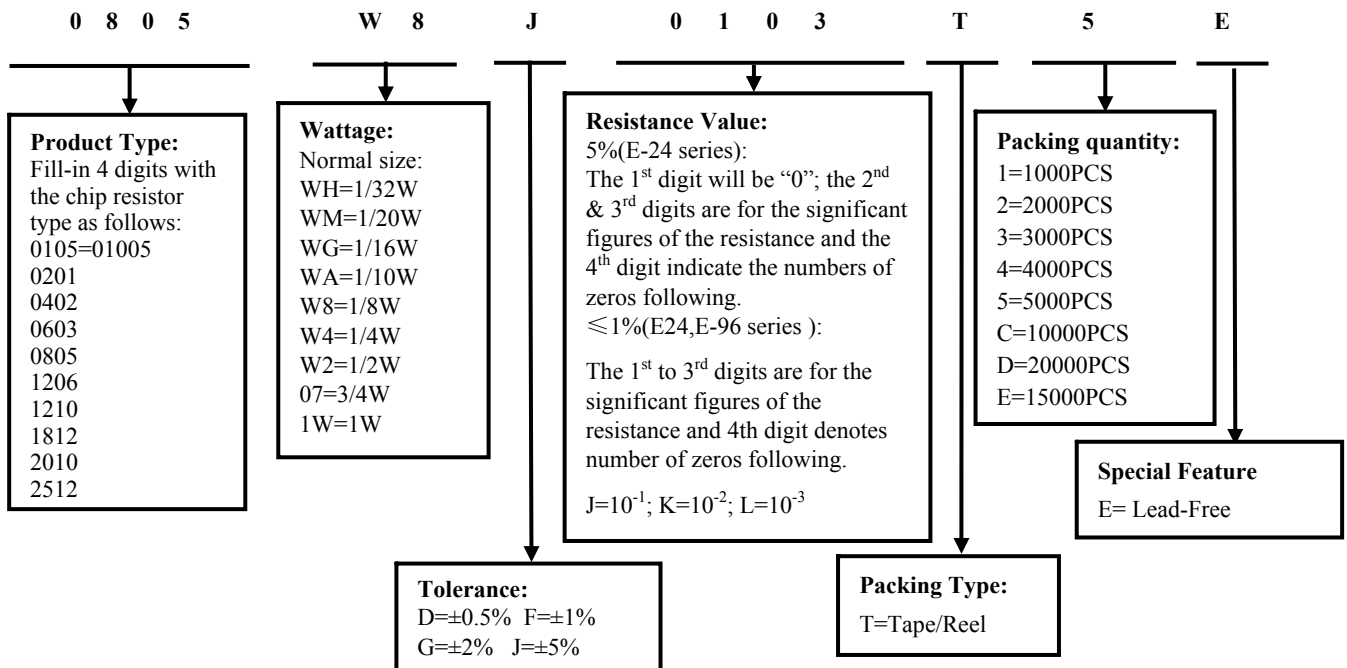 0 8 0 5 W 8 J 0 1 0 3 T 5 E
Product Type:
Fill-in 4 digits with
the chip resistor
type as follows:
0105=01005
0201
0402
0603
0805
1206
1210
1812
2010
2512
Wattage:
Normal size:
WH=1/32W
WM=1/20W
WG=1/16W
WA=1/10W
W8=1/8W
W4=1/4W
W2=1/2W
07=3/4W
1W=1W
Tolerance:
D=±0.5% F=±1%
G=±2% J=±5%
Resistance Value:
5%(E-24 series):
The 1st digit will be “0”; the 2nd
& 3rd digits are for the significant
figures of the resistance and the
4th digit indicate the numbers of
zeros following.
≦1%(E24,E-96 series ):
The 1st to 3rd digits are for the
significant figures of the
resistance and 4th digit denotes
number of zeros following.
J=10-1; K=10-2; L=10-3
Packing Type:
T=Tape/Reel
Packing quantity:
1=1000PCS
2=2000PCS
3=3000PCS
4=4000PCS
5=5000PCS
C=10000PCS
D=20000PCS
E=15000PCS
Special Feature
E= Lead-Free